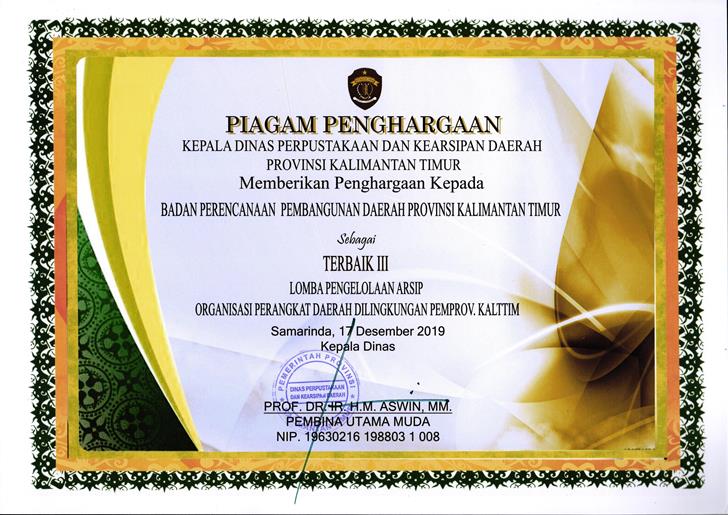 PIAGAM PENGHARGAAN
KEPALA DINAS PERPUSTAKAAN DAN KEARSIPAN DAERAH
PROVINSI KALIMANTAN TIMUR
Memberikan Penghargaan Kepada
BADAN PERENCANAAN PEMBANGUNAN DAERAH PROVINSI KALIMANTAN TIMUR
Sebagai
TERBAIK III
LOMBA PENGELOLAAN ARSIP
ORGANISASI PERANGKAT DAERAH DILINGKUNGAN PEMPROV. KALTTIM
Samarinda, 17 Desember 2019
Kepala Dinas
PEMERINTAH PROVINSI
DINAS PERPUSTAKAAN
DAN KEARSIPAN DAERAH
PROF. DR. IR. H.M. ASWIN, MM.
PEMBINA UTAMA MUDA
NIP. 19630216 198803 1 008